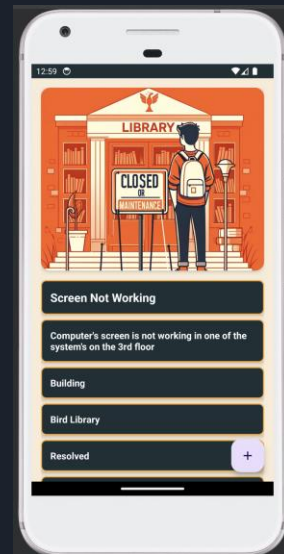 12:59
LIBRARY
CLOSED
OR
MAINTENANCE
Screen Not Working
Computer's screen is not working in one of the
system's on the 3rd floor
Building
Bird Library
Resolved
+